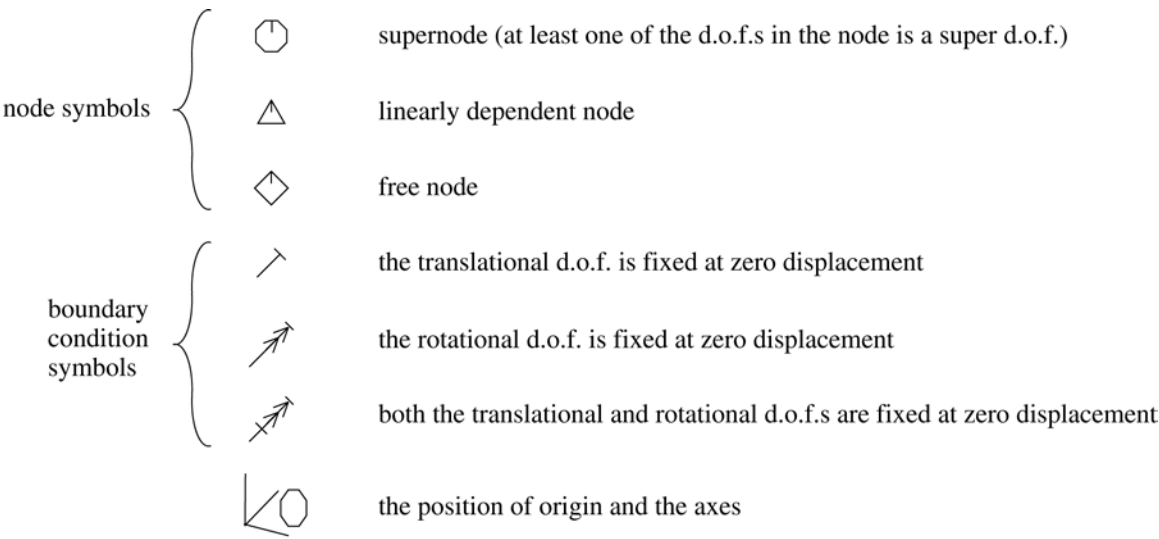 supernode (at least one of the d.o.f.s in the node is a super d.o.f.)
node symbols
linearly dependent node
free node
the translational d.o.f. is fixed at zero displacement
boundary
condition
symbols
the rotational d.o.f. is fixed at zero displacement
both the translational and rotational d.o.f.s are fixed at zero displacement
the position of origin and the axes